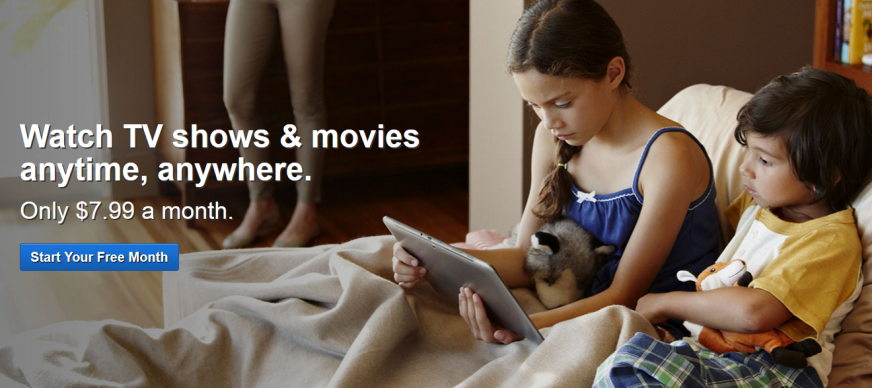 Watch TV shows & movies
anytime, anywhere.
Only $7.99 a month.
Start Your Free Month